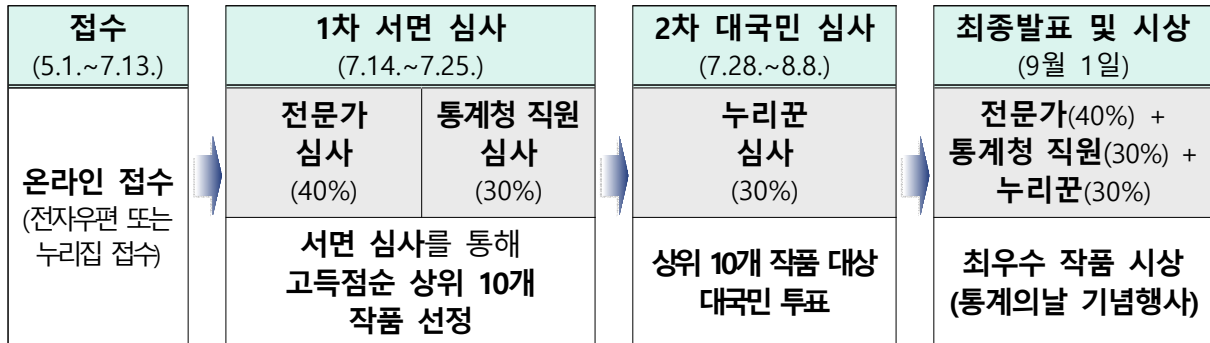 접수
(5.1.~7.13.)
온라인 접수
(전자우편 또는
누리집 접수)
1차 서면 심사
(7.14.~7.25.)
전문가
심사
(40%)
통계청 직원
심사
(30%)
서면 심사를 통해
고득점순 상위 10개
작품 선정
2차 대국민 심사
(7.28.~8.8.)
누리꾼
심사
(30%)
상위 10개 작품 대상
대국민 투표
최종발표 및 시상
(9월 1일)
전문가(40%) +
통계청 직원(30%) +
누리꾼(30%)
최우수 작품 시상
(통계의날 기념행사)